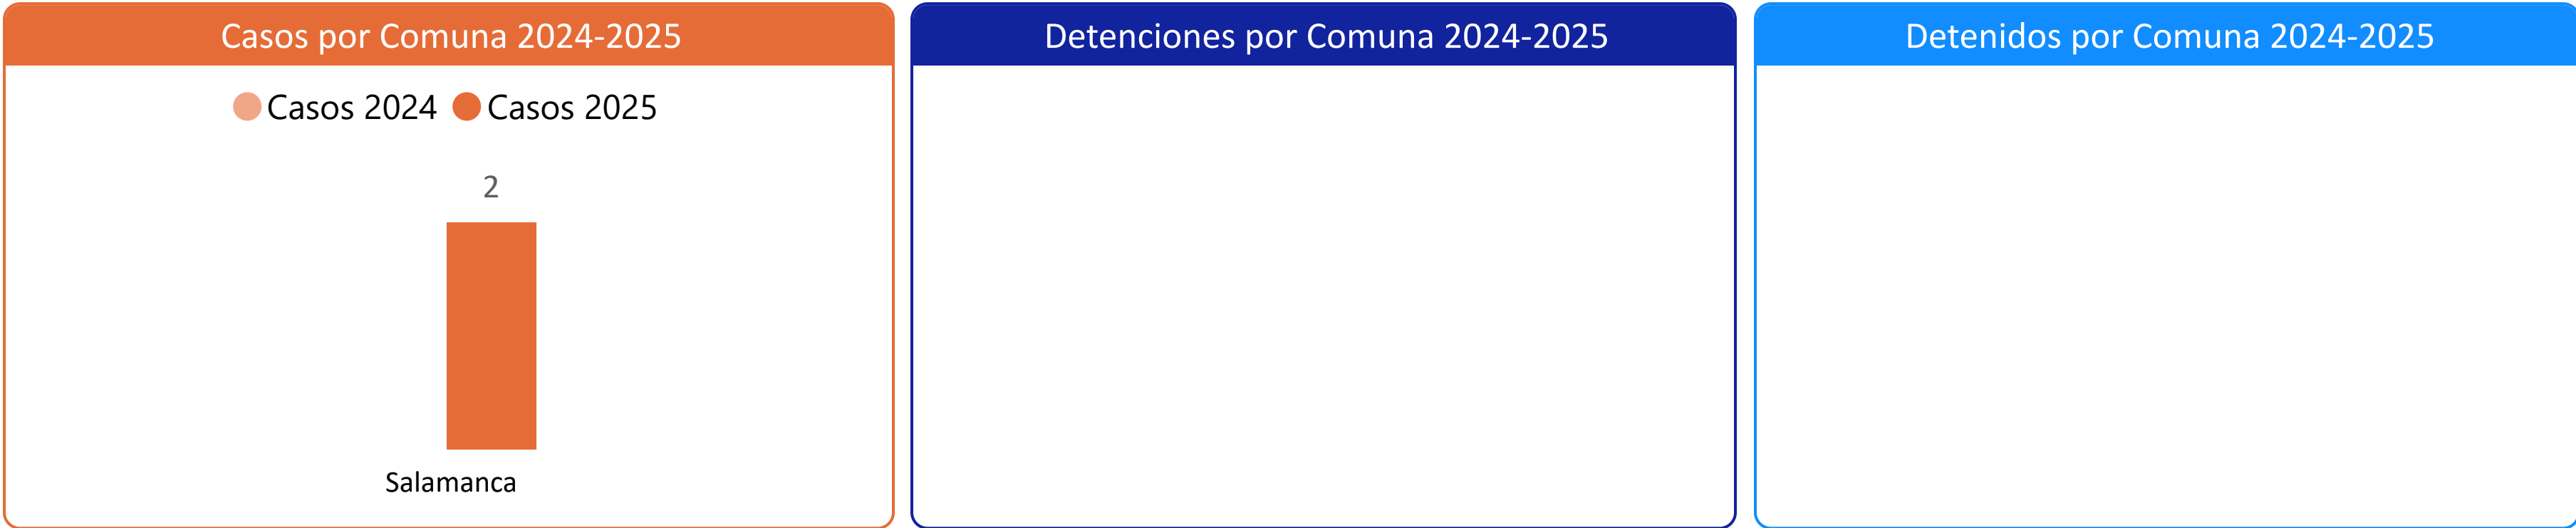 Casos por Comuna 2024-2025
Casos 2024 Casos 2025
2
Salamanca
Detenciones por Comuna 2024-2025
Detenidos por Comuna 2024-2025